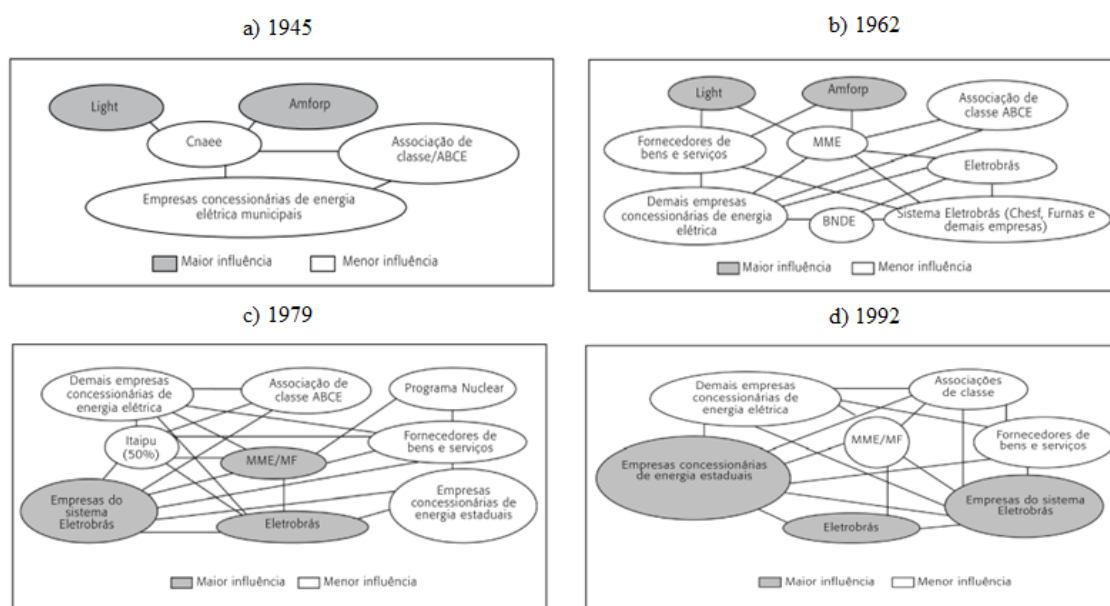 a) 1945
Light
Amforp
Cnaee
Associação de
classe/ABCE
Empresas concessionárias de energia
elétrica municipais
Maior influência
Menor influência
b) 1962
Light
Amforp
Associação de
classe ABCE
Fornecedores de
bens e serviços
MME
Eletrobrás
Demais empresas
concessionárias de energia
elétrica
BNDE
Sistema Eletrobrás (Chesf, Furnas e
demais empresas)
Maior influência
Menor influência
c) 1979
Demais empresas
concessionárias de
energia elétrica
Associação de
classe ABCE
Programa Nuclear
Itaipu
(50%)
MME/MF
Fornecedores de
bens e serviços
Empresas do
sistema
Eletrobrás
Eletrobrás
Empresas
concessionárias de
energia estaduais
Maior influência
Menor influência
d) 1992
Demais empresas
concessionárias de
energia elétrica
Associações
de classe
MME/MF
Fornecedores de
bens e serviços
Empresas concessionárias
de energia estaduais
Empresas do sistema
Eletrobrás
Eletrobrás
Maior influência
Menor influência